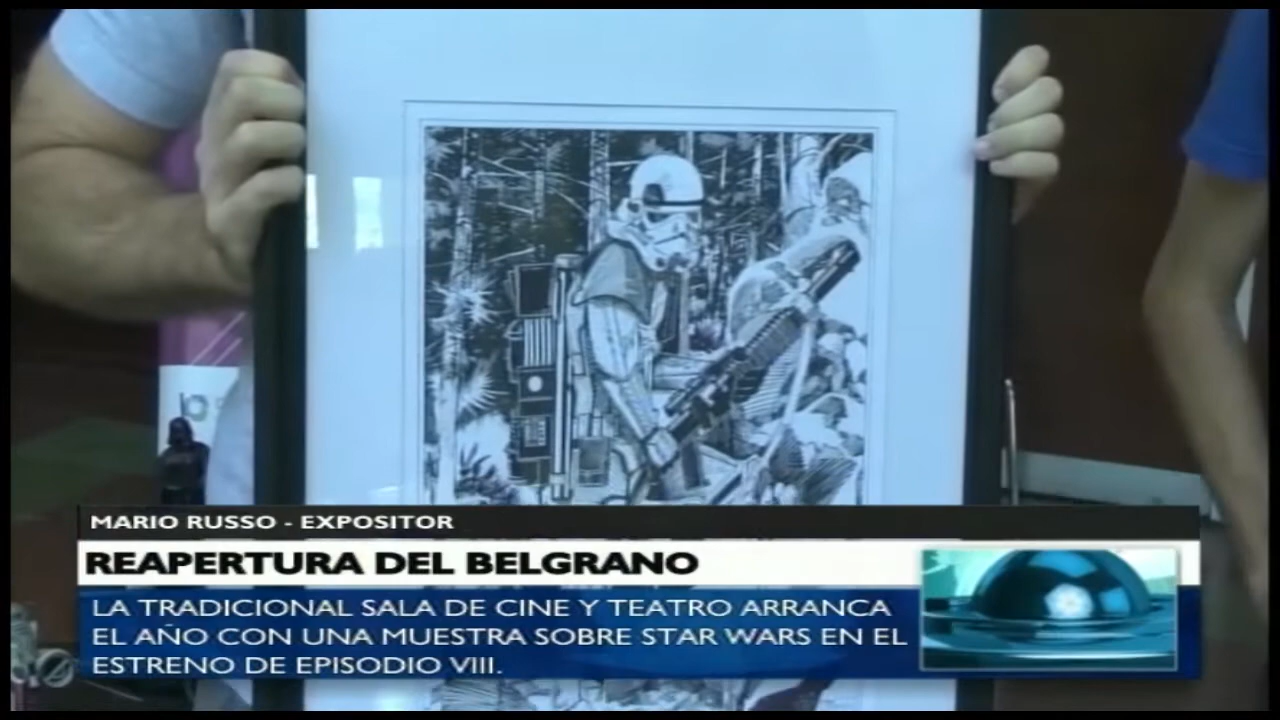 MARIO RUSSO - EXPOSITOR
REAPERTURA DEL BELGRANO
LA TRADICIONAL SALA DE CINE Y TEATRO ARRANCA
EL AÑO CON UNA MUESTRA SOBRE STAR WARS EN EL
ESTRENO DE EPISODIO VIII.